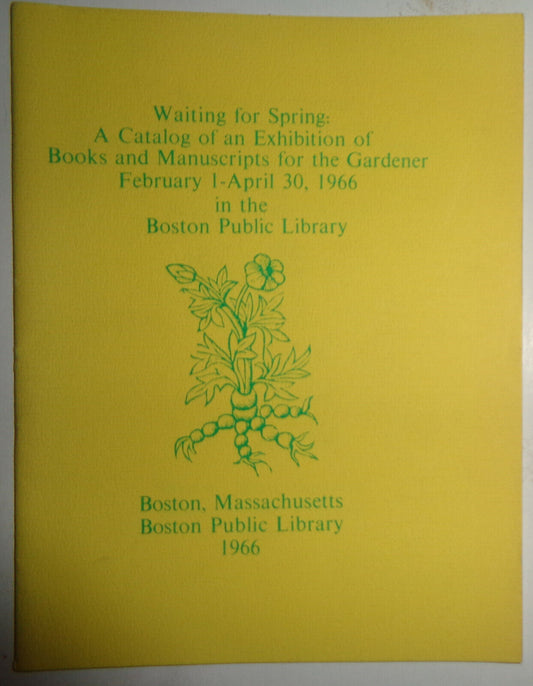 Waiting for Spring:
A Catalog of an Exhibition of
Books and Manuscripts for the Gardener
February 1-April 30, 1966
in the
Boston Public Library
Boston, Massachusetts
Boston Public Library
1966